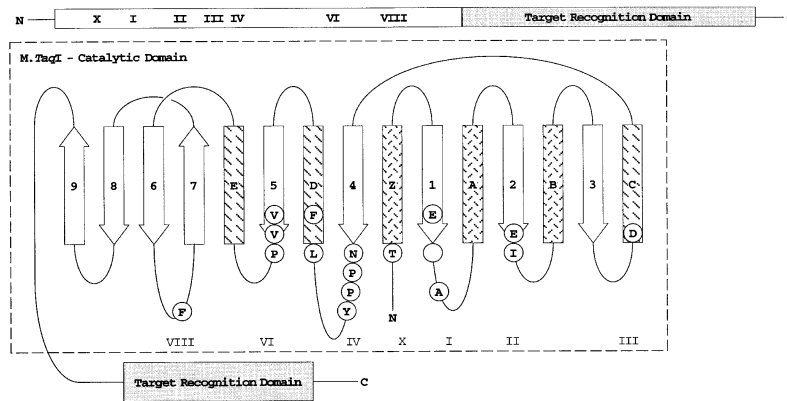 N X I II III IV VI VIII Target Recognition Domain
M.TaqI - Catalytic Domain
9 8 6 7 E 5 D 4 Z 1 A 2 B 3 C
V F E
V E D
P L N T I
P A
F Y N
VIII VI IV X I II III
Target Recognition Domain C